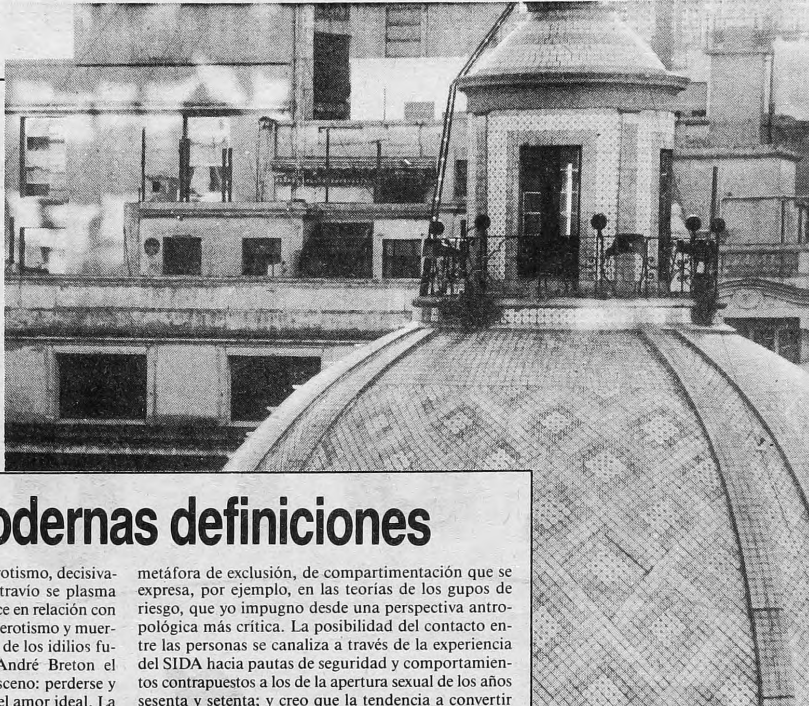 odernas definiciones
rotismo, decisiva-
travío se plasma
ce en relación con
erotismo y muer-
de los idilios fu-
André Breton el
sceno: perderse y
el amor ideal. La
metáfora de exclusión, de compartimentación que se
expresa, por ejemplo, en las teorías de los gupos de
riesgo, que yo impugno desde una perspectiva antro-
pológica más crítica. La posibilidad del contacto en-
tre las personas se canaliza a través de la experiencia
del SIDA hacia pautas de seguridad y comportamien-
tos contrapuestos a los de la apertura sexual de los años
sesenta y setenta; y creo que la tendencia a convertir